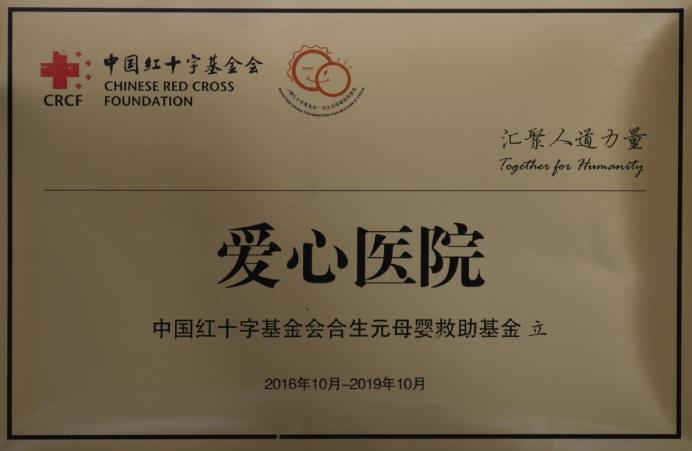 中国红十字基金会
CHINESE RED CROSS
FOUNDATION
CRCF
汇聚人道力量
Together for Humanity
爱心医院
中国红十字基金会合生元母婴救助基金 立
2016年10月-2019年10月